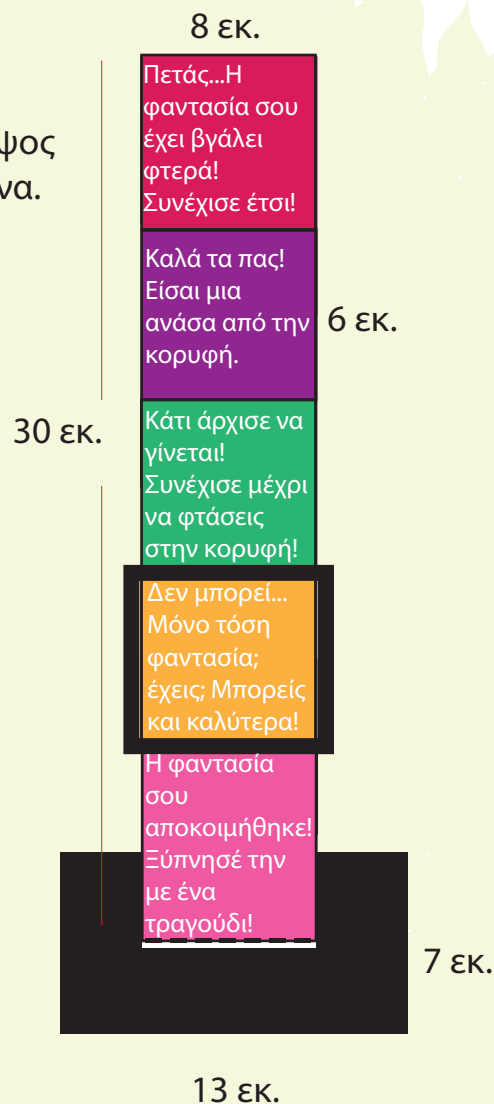 8 εκ.
Πετάς...Η
φαντασία σου
έχει βγάλει
φτερά!
Συνέχισε έτσι!
Καλά τα πας!
Είσαι μια
ανάσα από την
κορυφή.
6 εκ.
30 εκ.
Κάτι άρχισε να
γίνεται!
Συνέχισε μέχρι
να φτάσεις
στην κορυφή!
Δεν μπορεί...
Μόνο τόση
φαντασία;
έχεις; Μπορείς
και καλύτερα!
Η φαντασία
σου
αποκοιμήθηκε!
Ξύπνησέ την
με ένα
τραγούδι!
7 εκ.
13 εκ.